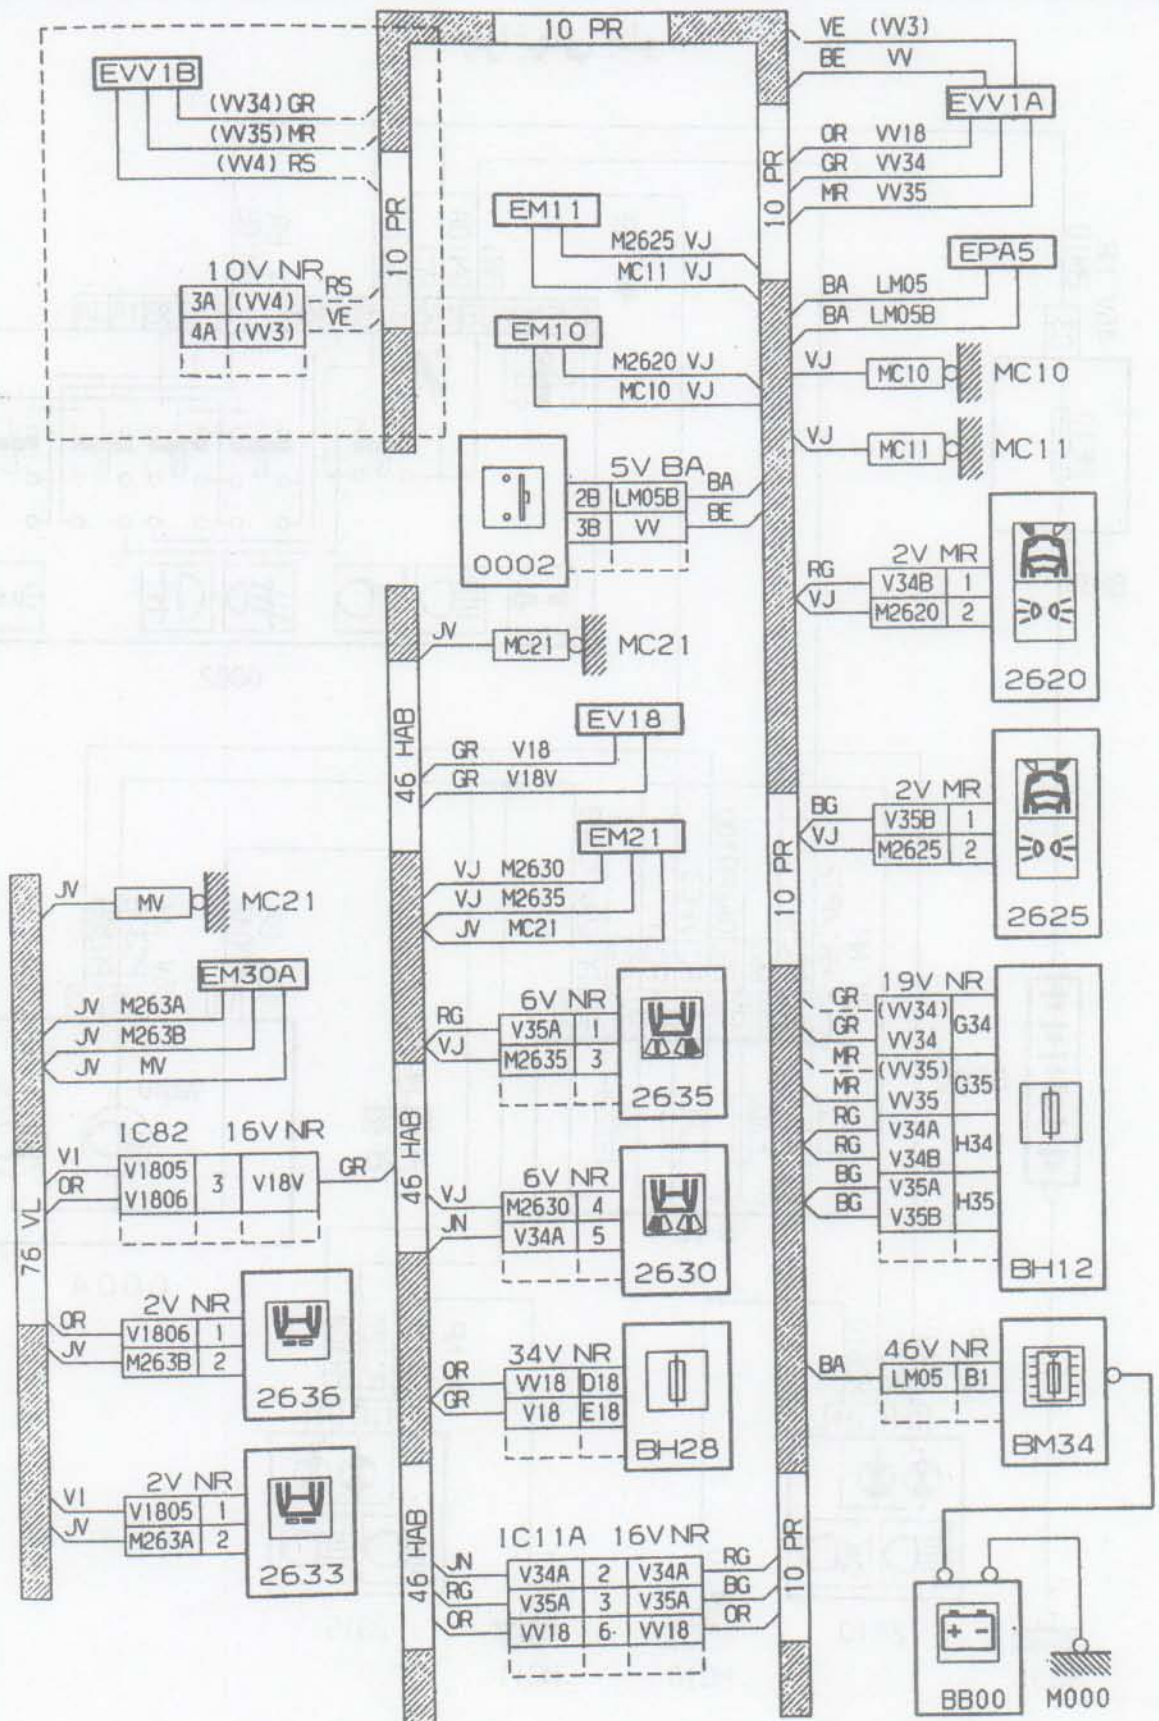 10 PR
EVV1B
(VV34) GR
(VV35) MR
(VV4) RS
10 PR
10V NR
3A (VV4) RS
4A (VV3) VE
VE (VV3)
BE VV
EVV1A
OR VV18
GR VV34
MR VV35
10 PR
EM11
M2625 VJ
MC11 VJ
EPA5
BA LM05
BA LM05B
EM10
M2620 VJ
MC10 VJ
VJ MC10 MC10
VJ MC11 MC11
5V BA
2B LM05B BA
3B VV BE
0002
2V MR
RG V34B 1
VJ M2620 2
2620
JV MC21 MC21
46 HAB
EV18
GR V18
GR V18V
EM21
VJ M2630
VJ M2635
JV MC21
2V MR
BG V35B 1
VJ M2625 2
2625
10 PR
JV MV MC21
EM30A
JV M263A
JV M263B
JV MV
6V NR
RG V35A 1
VJ M2635 3
2635
19V NR
GR (VV34) G34
GR VV34
MR (VV35) G35
MR VV35
RG V34A H34
RG V34B
BG V35A H35
BG V35B
BH12
1C82 16V NR
VI V1805 3 V18V GR
OR V1806
76 VL
46 HAB
6V NR
VJ M2630 4
JN V34A 5
2630
2V NR
OR V1806 1
JV M263B 2
2636
34V NR
OR VV18 D18
GR V18 E18
BH28
46V NR
BA LM05 B1
BM34
2V NR
VI V1805 1
JV M263A 2
2633
46 HAB
1C11A 16V NR
JN V34A 2 V34A RG
RG V35A 3 V35A BG
OR VV18 6 VV18 OR
10 PR
+ -
BB00
M000